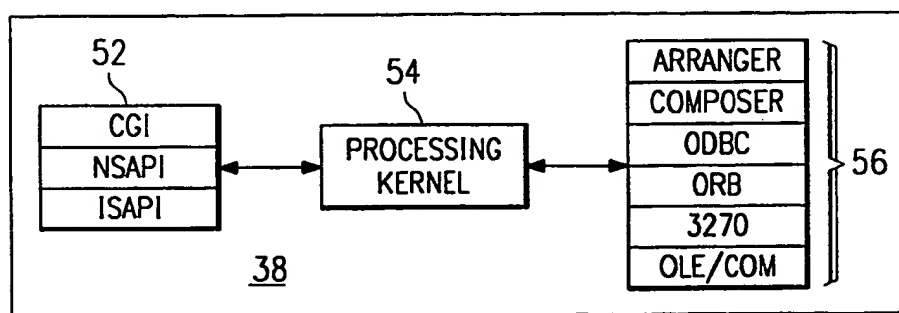 52
CGI
NSAPI
ISAPI
38
54
PROCESSING
KERNEL
ARRANGER
COMPOSER
ODBC
ORB
3270
OLE/COM
56